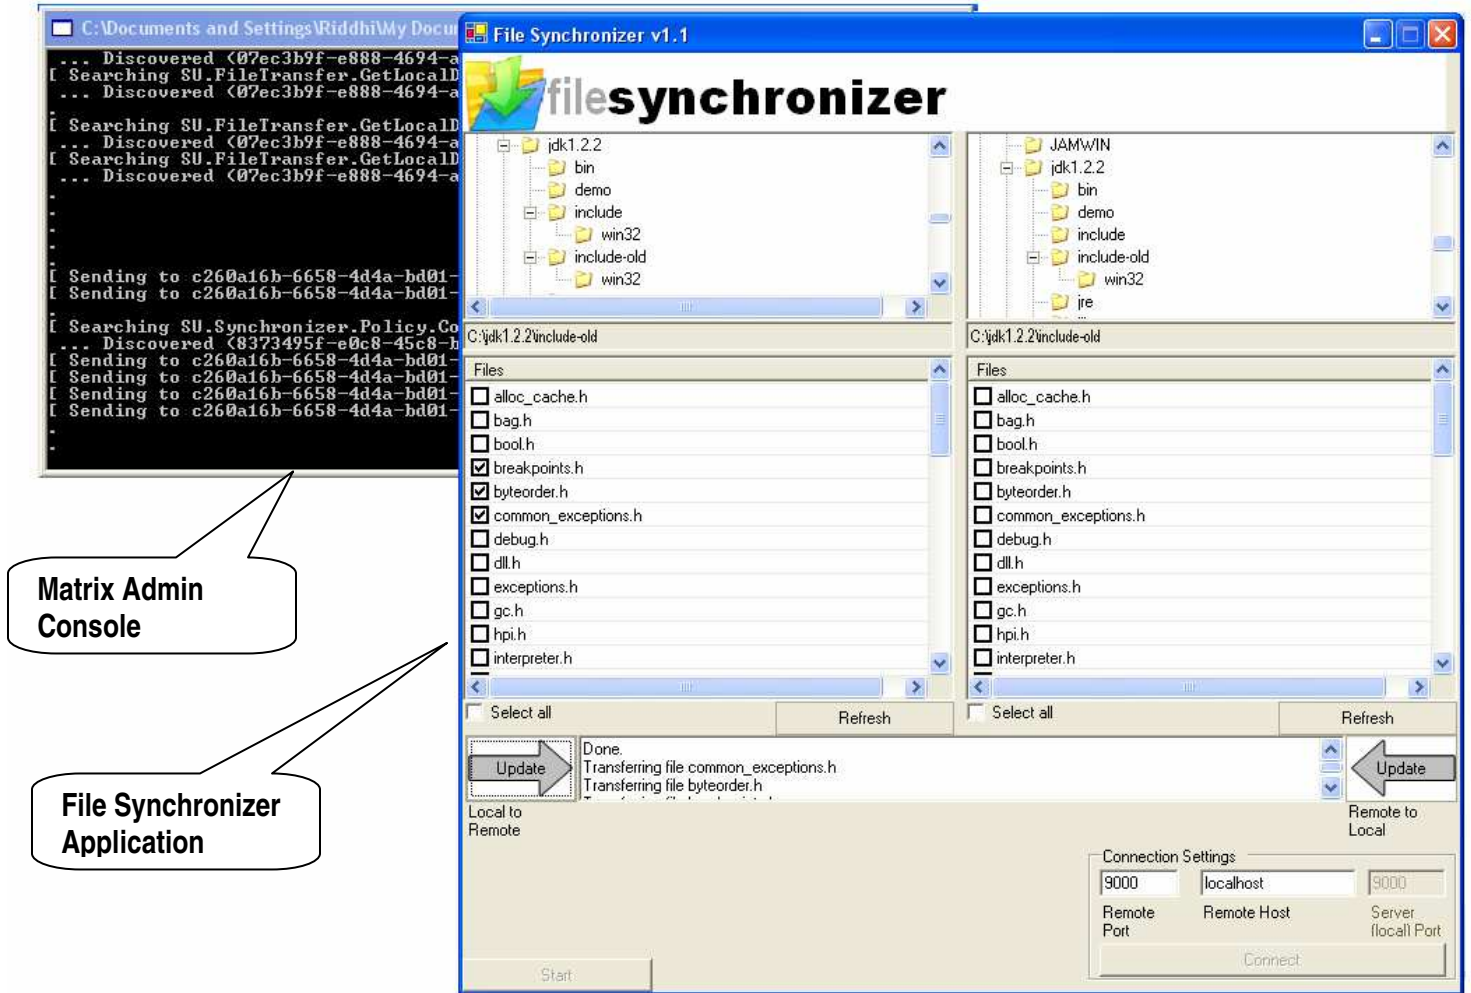 C:\Documents and Settings\Riddhi\My Docu
... Discovered <07ec3b9f-e888-4694-a
[ Searching SU.FileTransfer.GetLocalD
... Discovered <07ec3b9f-e888-4694-a
.
[ Searching SU.FileTransfer.GetLocalD
... Discovered <07ec3b9f-e888-4694-a
[ Searching SU.FileTransfer.GetLocalD
... Discovered <07ec3b9f-e888-4694-a
.
.
.
.
[ Sending to c260a16b-6658-4d4a-bd01-
[ Sending to c260a16b-6658-4d4a-bd01-
.
[ Searching SU.Synchronizer.Policy.Co
... Discovered <8373495f-e0c8-45c8-b
[ Sending to c260a16b-6658-4d4a-bd01-
[ Sending to c260a16b-6658-4d4a-bd01-
[ Sending to c260a16b-6658-4d4a-bd01-
[ Sending to c260a16b-6658-4d4a-bd01-
.
.
Matrix Admin
Console
File Synchronizer
Application
File Synchronizer v1.1
filesynchronizer
jdk1.2.2
bin
demo
include
win32
include-old
win32
C:\jdk1.2.2\include-old
Files
alloc_cache.h
bag.h
bool.h
breakpoints.h
byteorder.h
common_exceptions.h
debug.h
dll.h
exceptions.h
gc.h
hpi.h
interpreter.h
Select all
Refresh
JAMWIN
jdk1.2.2
bin
demo
include
include-old
win32
jre
C:\jdk1.2.2\include-old
Files
alloc_cache.h
bag.h
bool.h
breakpoints.h
byteorder.h
common_exceptions.h
debug.h
dll.h
exceptions.h
gc.h
hpi.h
interpreter.h
Select all
Refresh
Update
Local to
Remote
Done.
Transferring file common_exceptions.h
Transferring file byteorder.h
Update
Remote to
Local
Connection Settings
9000 localhost 9000
Remote Port
Remote Host
Server (local) Port
Connect
Start